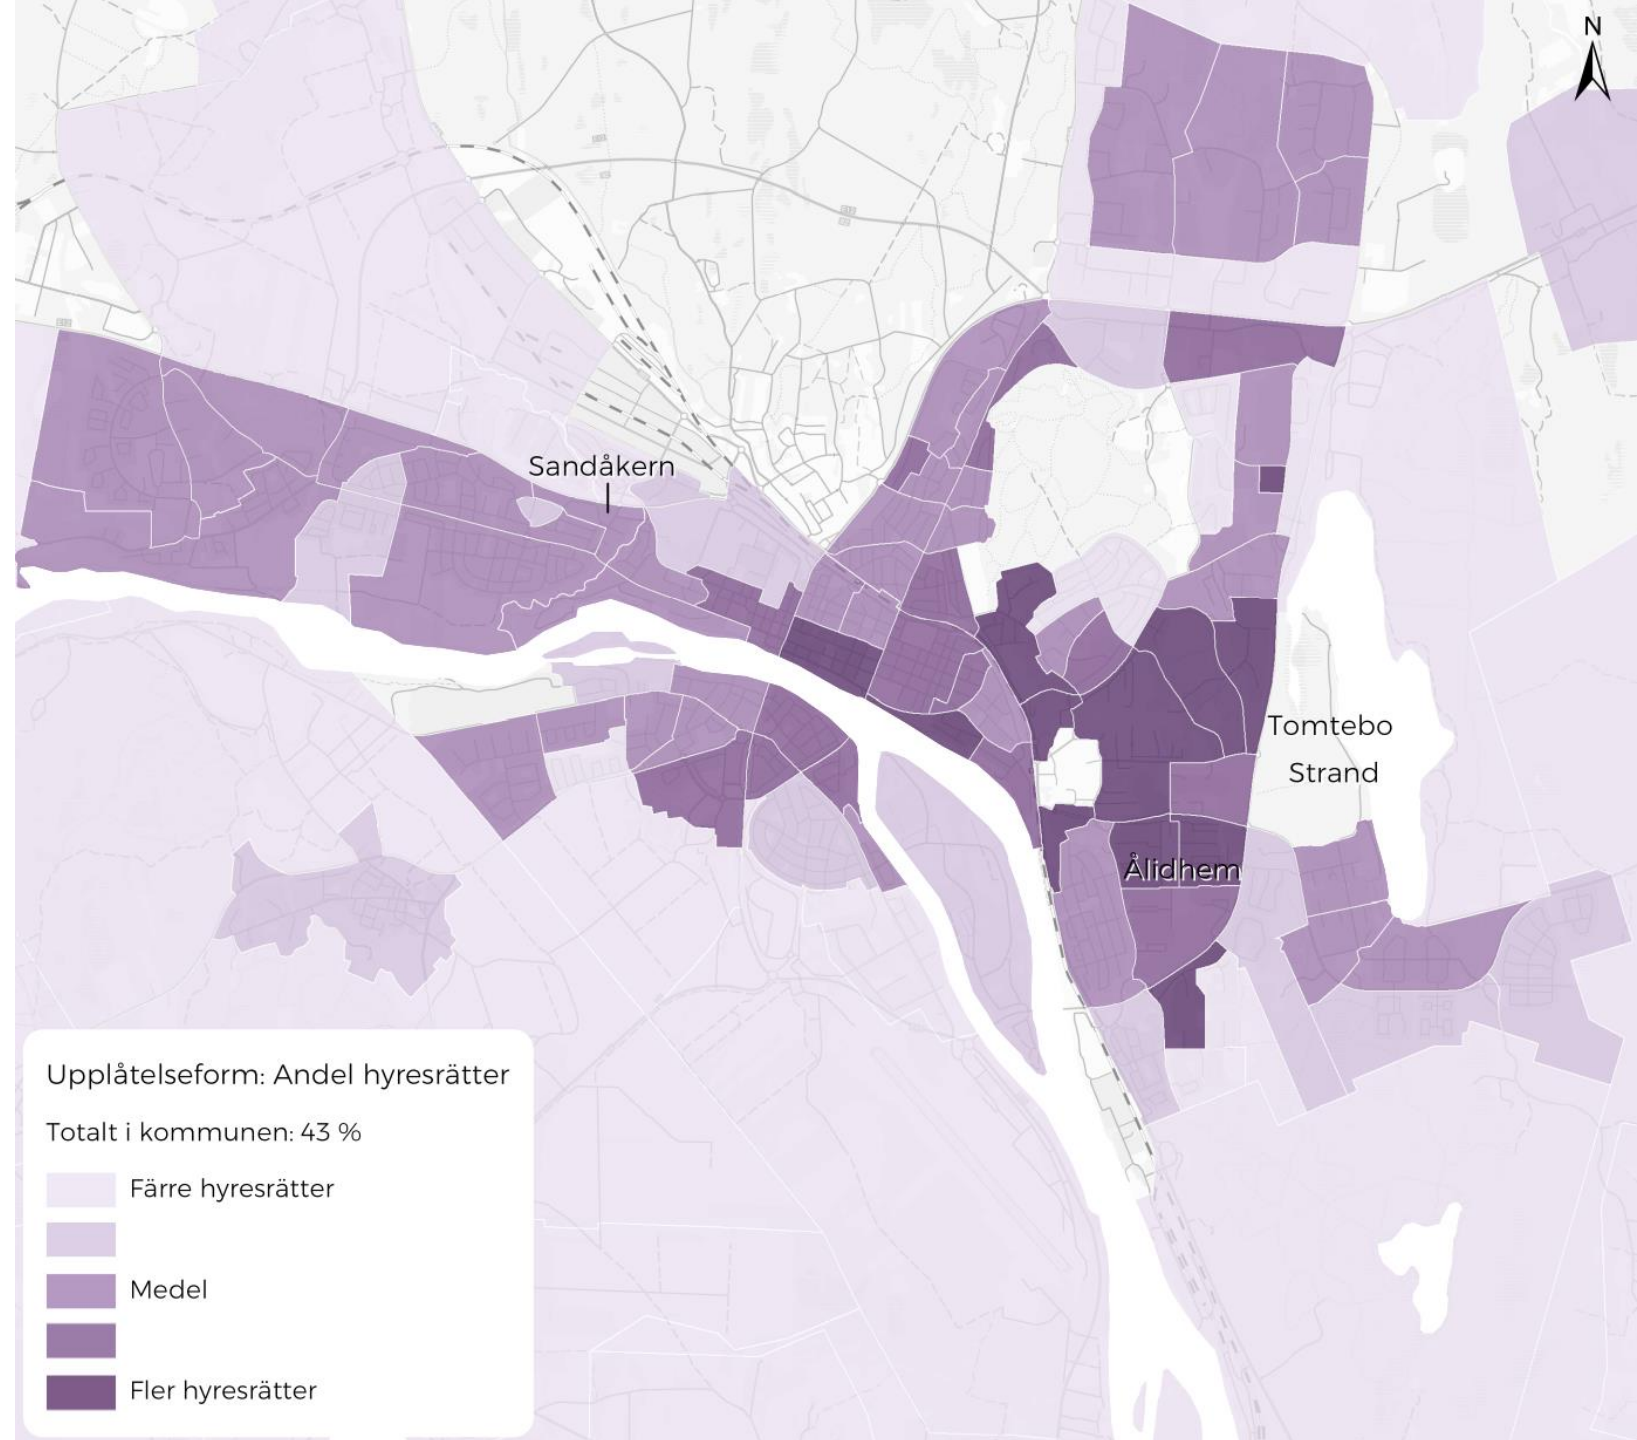 N
Sandåkern
Tomtebo
Strand
Ålidhem
Upplåtelseform: Andel hyresrätter
Totalt i kommunen: 43 %
Färre hyresrätter
Medel
Fler hyresrätter